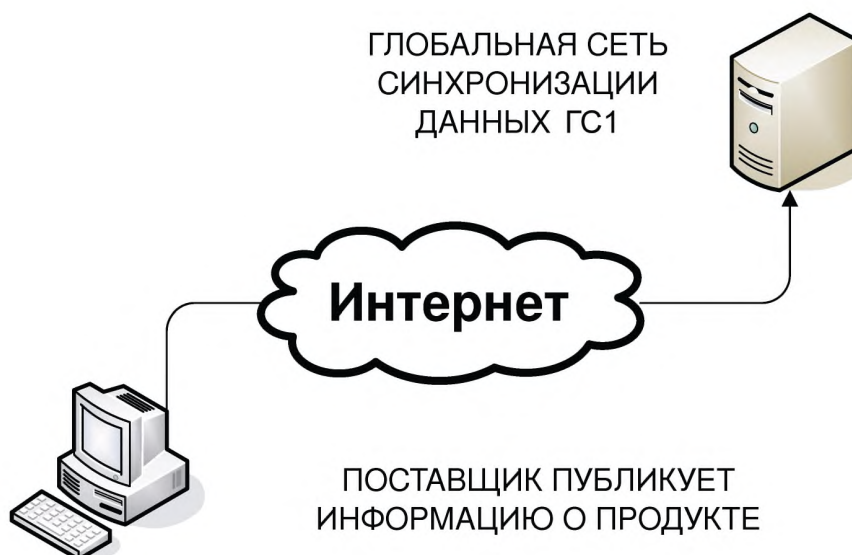 ГЛОБАЛЬНАЯ СЕТЬ
СИНХРОНИЗАЦИИ
ДАННЫХ ГС1
Интернет
ПОСТАВЩИК ПУБЛИКУЕТ
ИНФОРМАЦИЮ О ПРОДУКТЕ